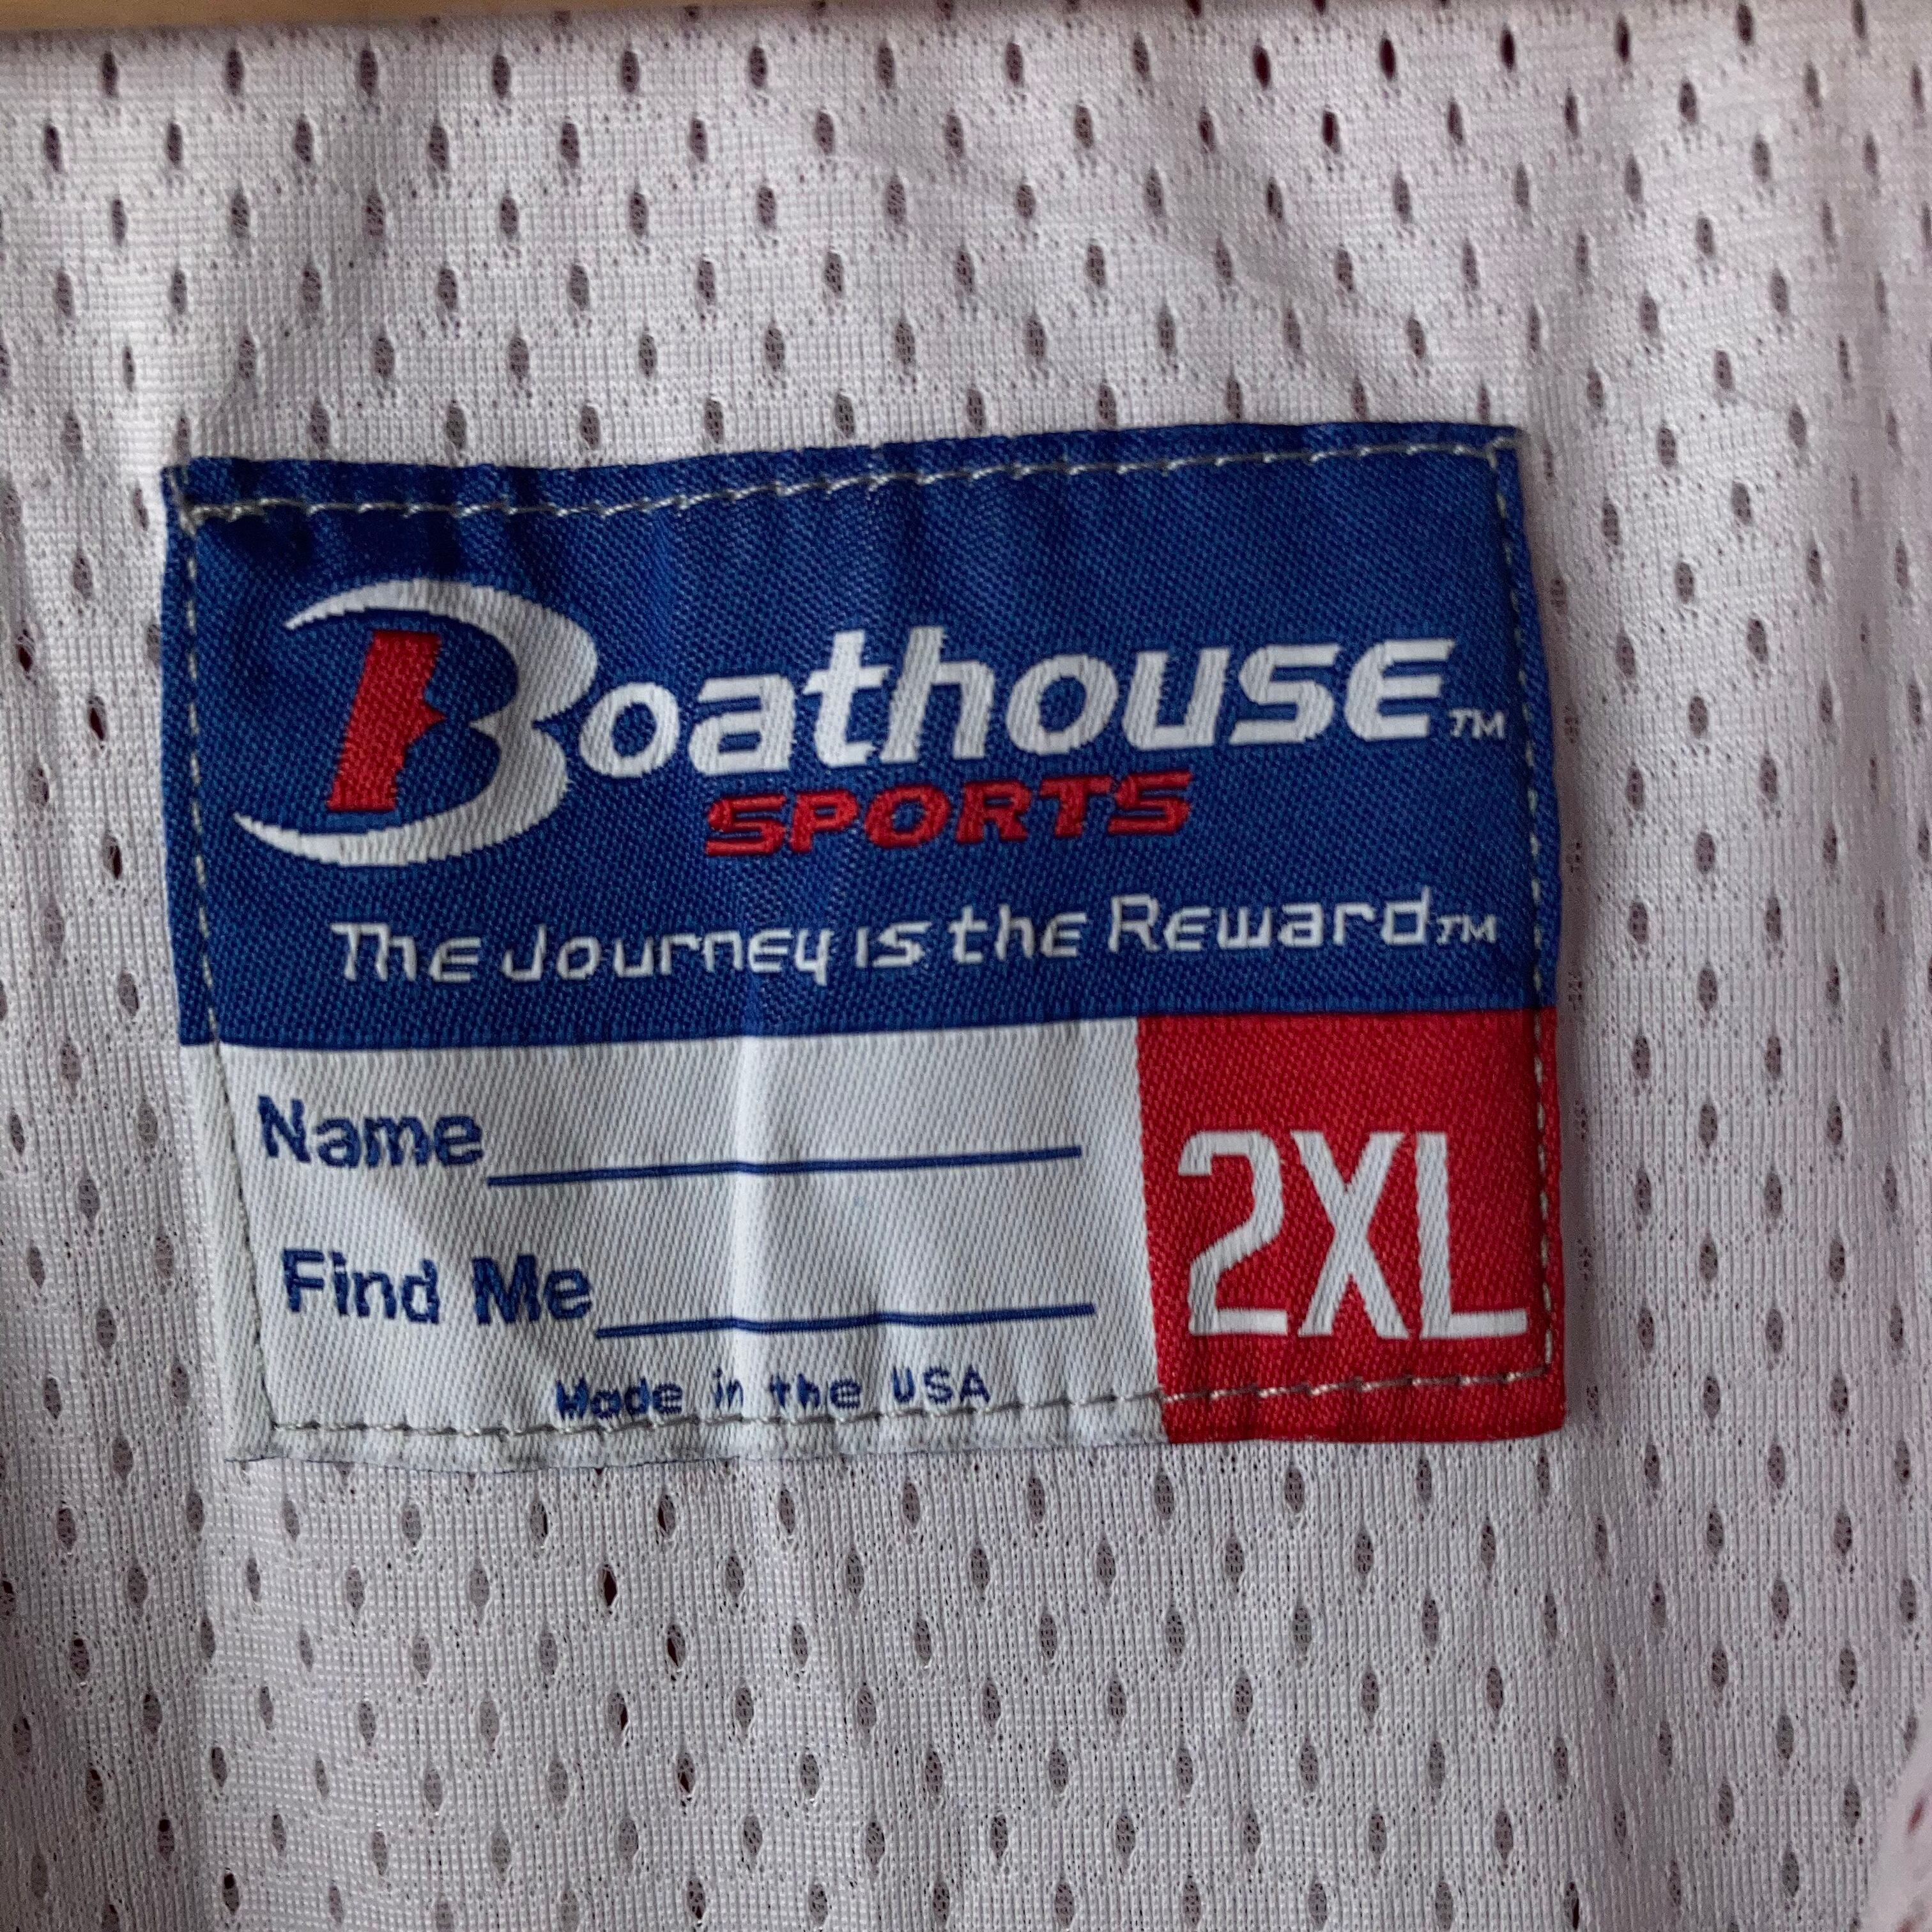 Boathouse™
SPORTS
The Journey is the Reward™
Name
Find Me
2XL
Made in the USA